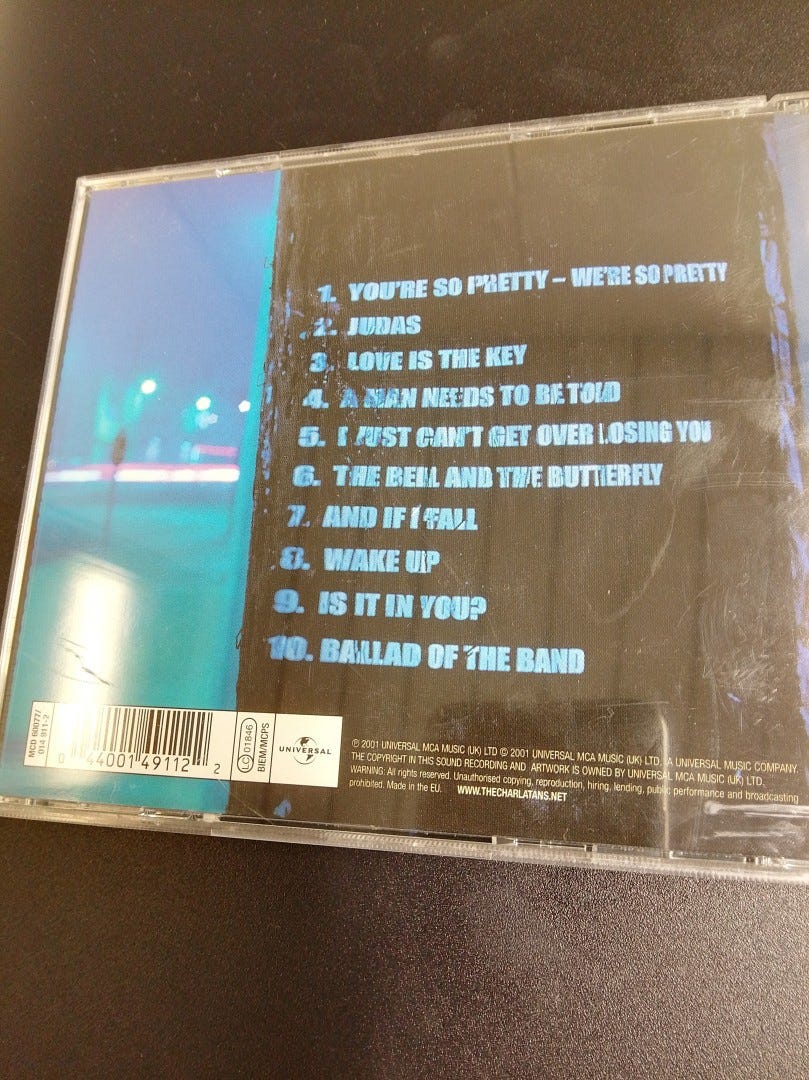 1. YOU'RE SO PRETTY – WE'RE SO PRETTY
2. JUDAS
3. LOVE IS THE KEY
4. A MAN NEEDS TO BE TOLD
5. I JUST CAN'T GET OVER LOSING YOU
6. THE BELL AND THE BUTTERFLY
7. AND IF I FALL
8. WAKE UP
9. IS IT IN YOU?
10. BALLAD OF THE BAND
MCD 60077/
014 911-2
0 44001 49112 2
LC 01846
BIEM/MCPS
UNIVERSAL
℗ 2001 UNIVERSAL MCA MUSIC (UK) LTD © 2001 UNIVERSAL MCA MUSIC (UK) LTD. A UNIVERSAL MUSIC COMPANY.
THE COPYRIGHT IN THIS SOUND RECORDING AND ARTWORK IS OWNED BY UNIVERSAL MCA MUSIC (UK) LTD.
WARNING: All rights reserved. Unauthorised copying, reproduction, hiring, lending, public performance and broadcasting
prohibited. Made in the EU. WWW.THECHARLATANS.NET